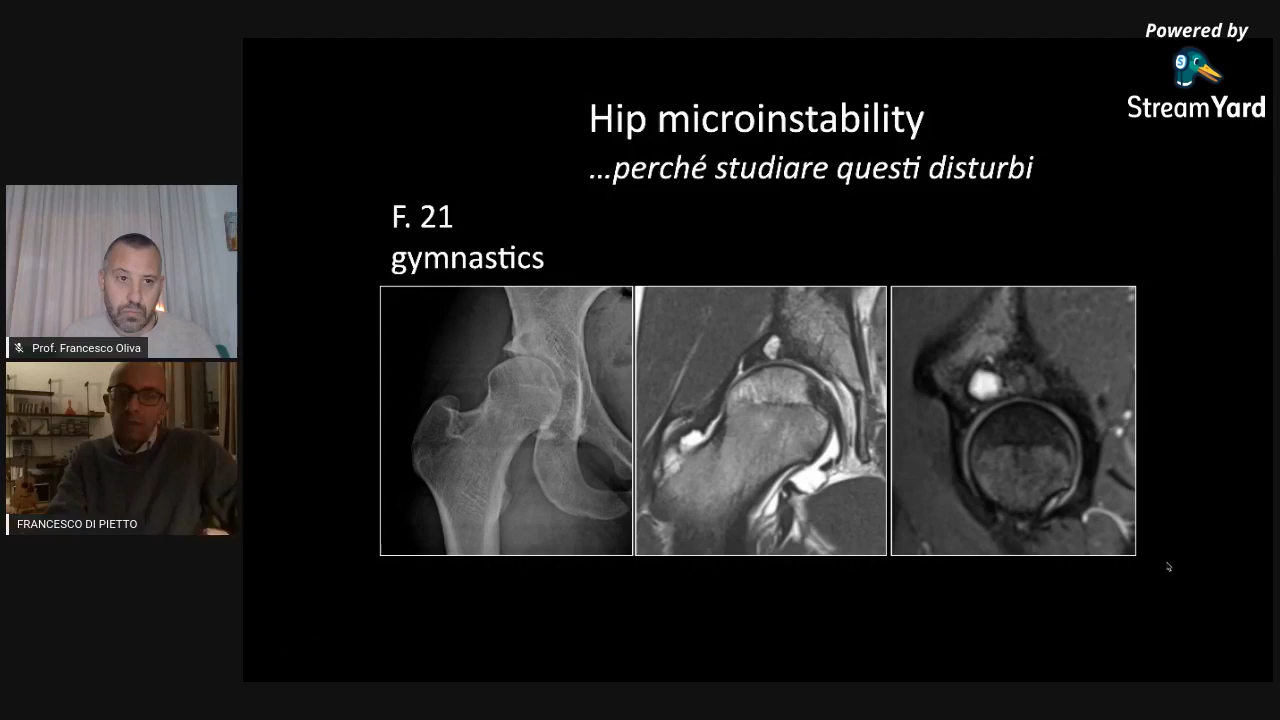 Powered by
StreamYard
Hip microinstability
...perché studiare questi disturbi
F. 21
gymnastics
Prof. Francesco Oliva
FRANCESCO DI PIETTO